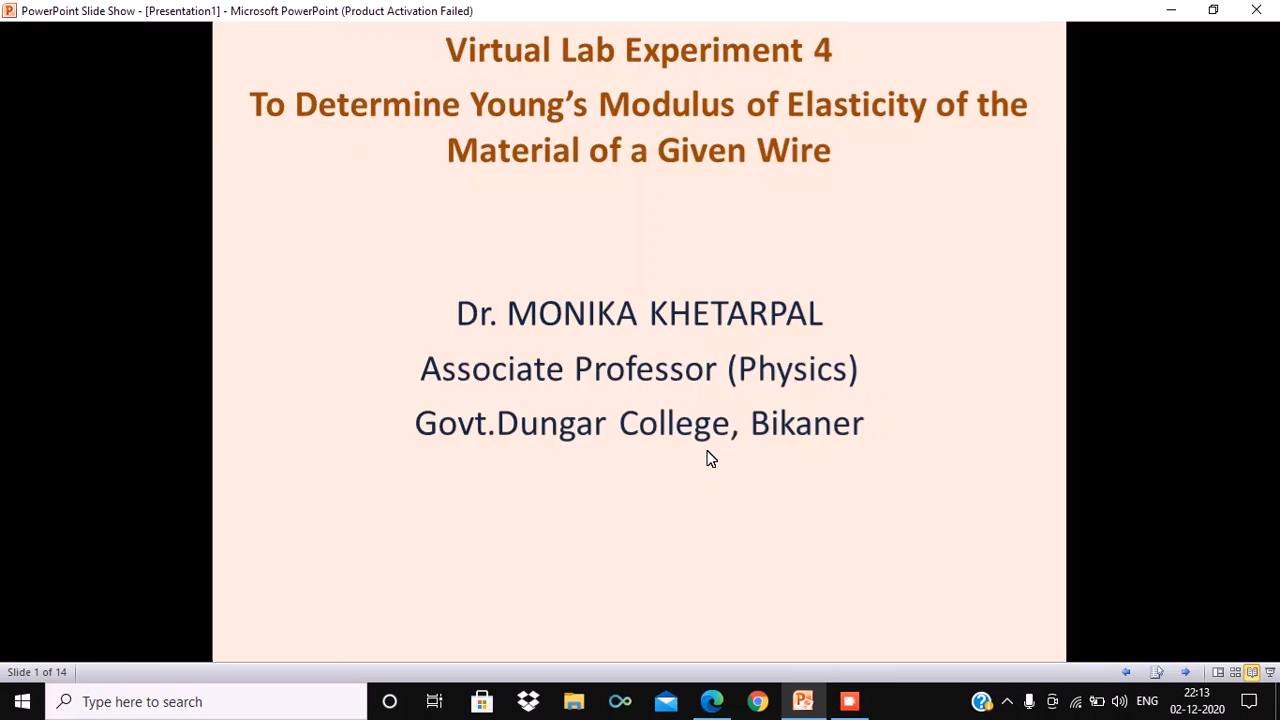 PowerPoint Slide Show - [Presentation1] - Microsoft PowerPoint (Product Activation Failed)
Virtual Lab Experiment 4
To Determine Young’s Modulus of Elasticity of the
Material of a Given Wire
Dr. MONIKA KHETARPAL
Associate Professor (Physics)
Govt.Dungar College, Bikaner
Slide 1 of 14
Type here to search
ENG
22:13
02-12-2020